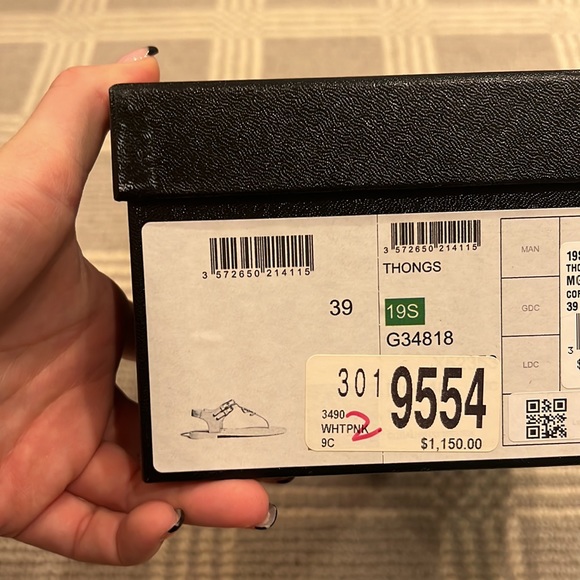 3 572650 214115
39
3 572650 214115
THONGS
19S
G34818
MAN
GDC
LDC
301
9554
3490
2
WHTPNK
9C
$1,150.00
39
3